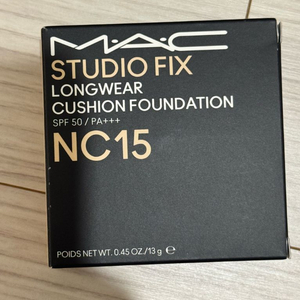 M·A·C
STUDIO FIX
LONGWEAR
CUSHION FOUNDATION
SPF 50 / PA+++
NC15
POIDS NET WT. 0.45 OZ./13 g ℮